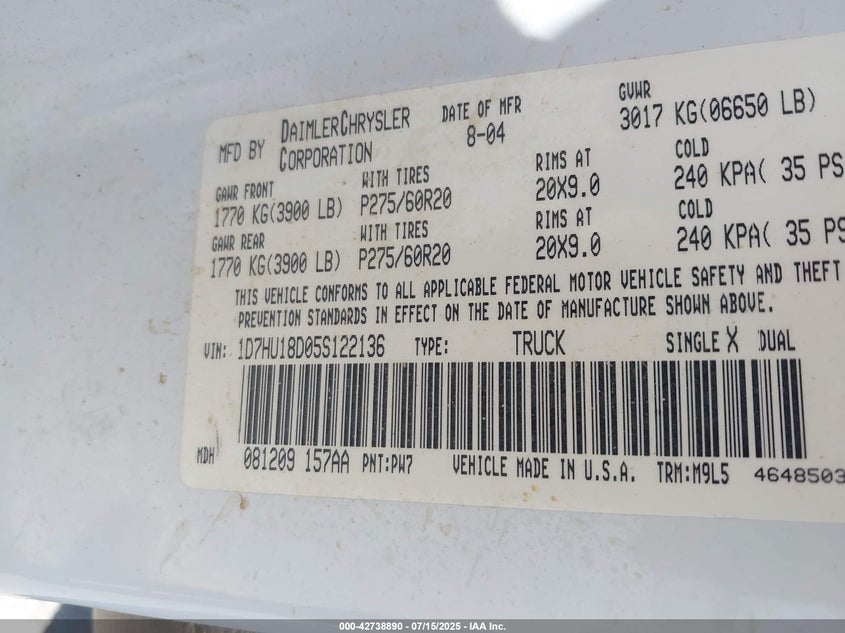 MFD BY DAIMLERCHRYSLER CORPORATION DATE OF MFR 8-04 GVWR 3017 KG(06650 LB)
GAWR FRONT WITH TIRES RIMS AT COLD
1770 KG(3900 LB) P275/60R20 20X9.0 240 KPA( 35 PS
GAWR REAR WITH TIRES RIMS AT COLD
1770 KG(3900 LB) P275/60R20 20X9.0 240 KPA( 35 PS
THIS VEHICLE CONFORMS TO ALL APPLICABLE FEDERAL MOTOR VEHICLE SAFETY AND THEFT
PREVENTION STANDARDS IN EFFECT ON THE DATE OF MANUFACTURE SHOWN ABOVE.
VIN: 1D7HU18D05S122136 TYPE: TRUCK SINGLE X DUAL
MDH 081209 157AA PNT:PW7 VEHICLE MADE IN U.S.A. TRM:M9L5 4648503
000-42738890 - 07/15/2025 - IAA Inc.